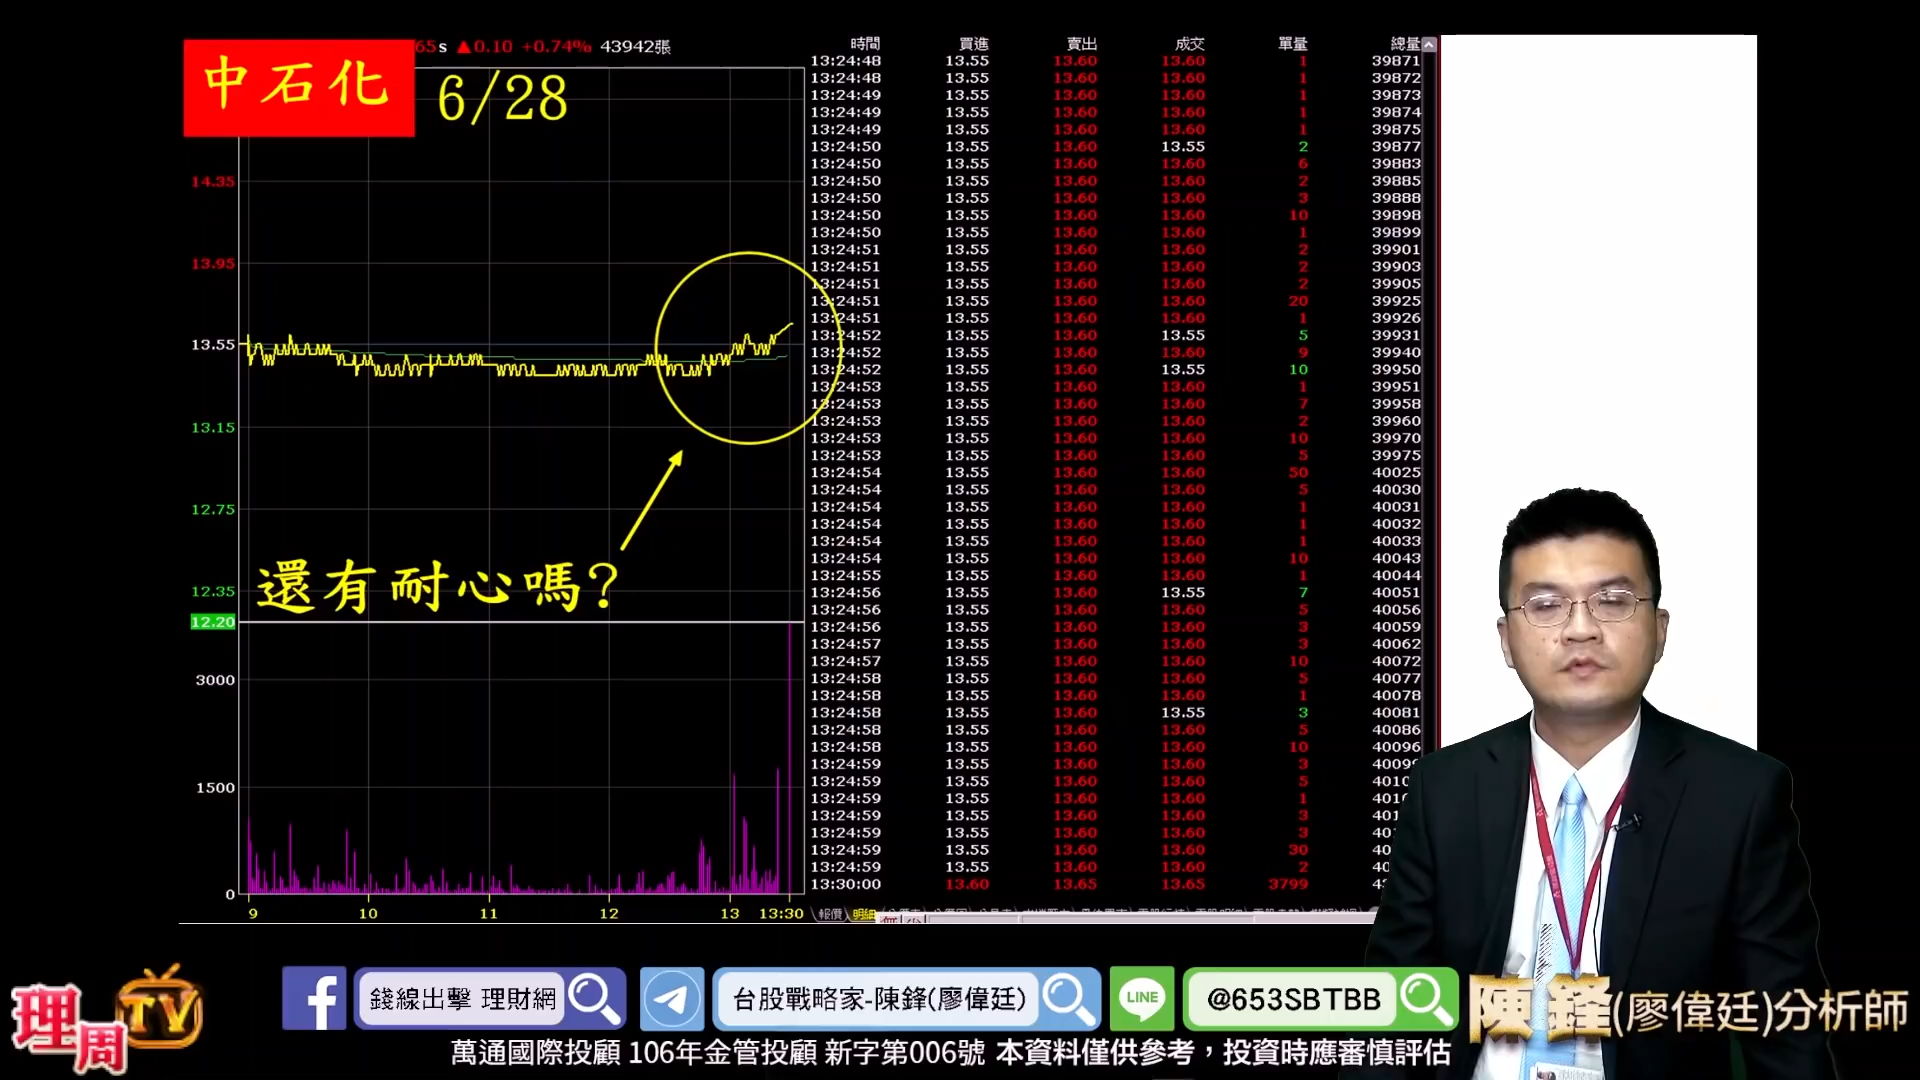 中石化
6/28
65s ▲0.10 +0.74% 43942張
14.35
13.95
13.55
13.15
12.75
12.35
12.20
3000
1500
0
9 10 11 12 13 13:30
還有耐心嗎?
時間 買進 賣出 成交 單量 總量
13:24:48 13.55 13.60 13.60 1 39871
13:24:48 13.55 13.60 13.60 1 39872
13:24:49 13.55 13.60 13.60 1 39873
13:24:49 13.55 13.60 13.60 1 39874
13:24:49 13.55 13.60 13.60 1 39875
13:24:50 13.55 13.60 13.55 2 39877
13:24:50 13.55 13.60 13.60 6 39883
13:24:50 13.55 13.60 13.60 2 39885
13:24:50 13.55 13.60 13.60 3 39888
13:24:50 13.55 13.60 13.60 10 39898
13:24:50 13.55 13.60 13.60 1 39899
13:24:51 13.55 13.60 13.60 2 39901
13:24:51 13.55 13.60 13.60 2 39903
13:24:51 13.55 13.60 13.60 2 39905
13:24:51 13.55 13.60 13.60 20 39925
13:24:51 13.55 13.60 13.60 1 39926
13:24:52 13.55 13.60 13.55 5 39931
13:24:52 13.55 13.60 13.60 9 39940
13:24:52 13.55 13.60 13.55 10 39950
13:24:53 13.55 13.60 13.60 1 39951
13:24:53 13.55 13.60 13.60 7 39958
13:24:53 13.55 13.60 13.60 2 39960
13:24:53 13.55 13.60 13.60 10 39970
13:24:53 13.55 13.60 13.60 5 39975
13:24:54 13.55 13.60 13.60 50 40025
13:24:54 13.55 13.60 13.60 5 40030
13:24:54 13.55 13.60 13.60 1 40031
13:24:54 13.55 13.60 13.60 1 40032
13:24:54 13.55 13.60 13.60 1 40033
13:24:54 13.55 13.60 13.60 10 40043
13:24:55 13.55 13.60 13.60 1 40044
13:24:56 13.55 13.60 13.55 7 40051
13:24:56 13.55 13.60 13.60 5 40056
13:24:56 13.55 13.60 13.60 3 40059
13:24:57 13.55 13.60 13.60 3 40062
13:24:57 13.55 13.60 13.60 10 40072
13:24:58 13.55 13.60 13.60 5 40077
13:24:58 13.55 13.60 13.60 1 40078
13:24:58 13.55 13.60 13.55 3 40081
13:24:58 13.55 13.60 13.60 5 40086
13:24:58 13.55 13.60 13.60 10 40096
13:24:59 13.55 13.60 13.60 3 4009
13:24:59 13.55 13.60 13.60 5 4010
13:24:59 13.55 13.60 13.60 1 401
13:24:59 13.55 13.60 13.60 3 401
13:24:59 13.55 13.60 13.60 3 40
13:24:59 13.55 13.60 13.60 30 40
13:24:59 13.55 13.60 13.60 2 40
13:30:00 13.60 13.65 13.65 3799 4
報價 明細
理周TV
錢線出擊 理財網
台股戰略家-陳鋒(廖偉廷)
LINE
@653SBTBB
陳鋒(廖偉廷)分析師
萬通國際投顧 106年金管投顧 新字第006號 本資料僅供參考，投資時應審慎評估